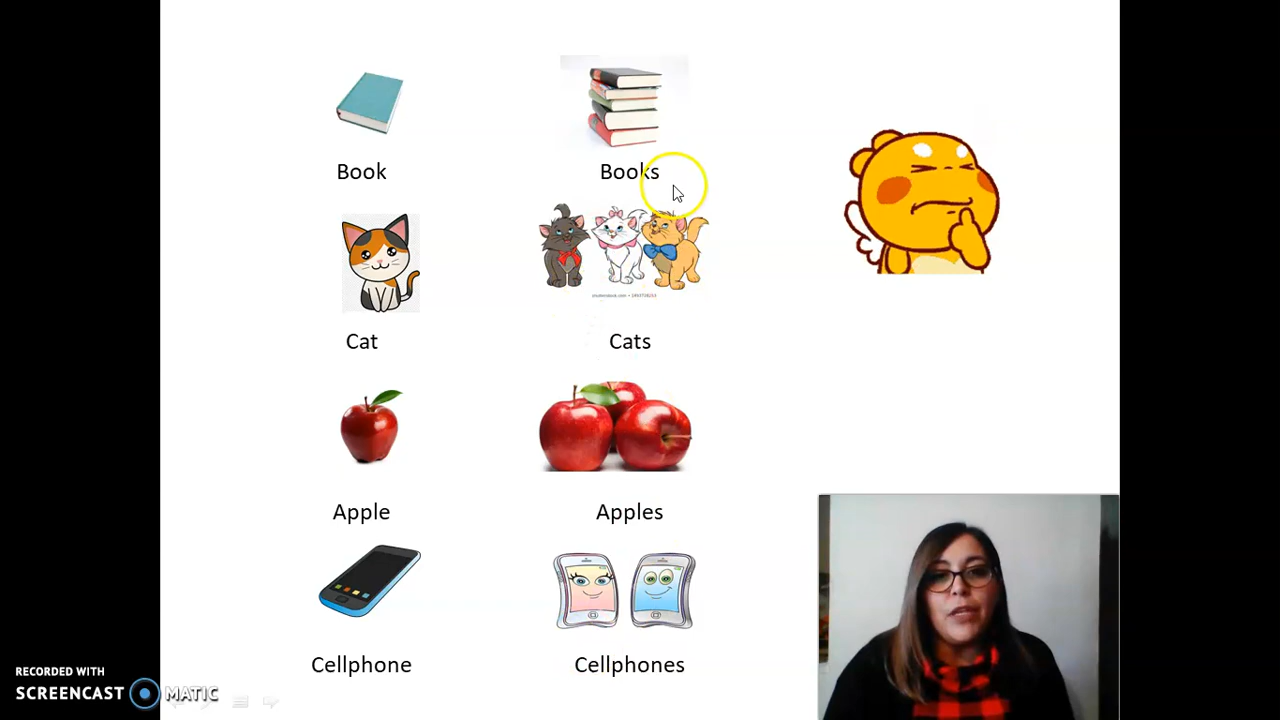 Book
Books
Cat
Cats
Apple
Apples
Cellphone
Cellphones
RECORDED WITH
SCREENCAST MATIC